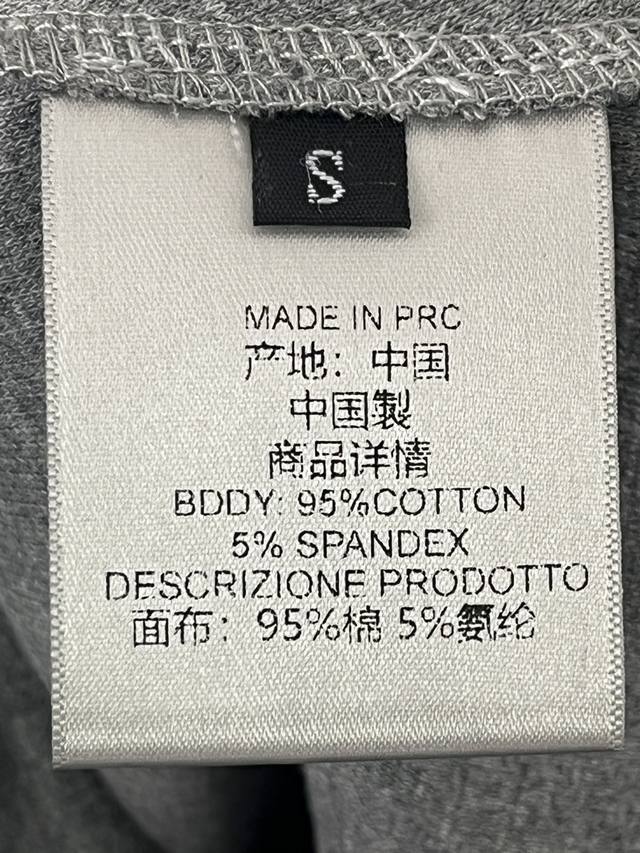 S
MADE IN PRC
产地：中国
中国製
商品详情
BDDY: 95%COTTON
5% SPANDEX
DESCRIZIONE PRODOTTO
面布：95%棉 5%氨纶